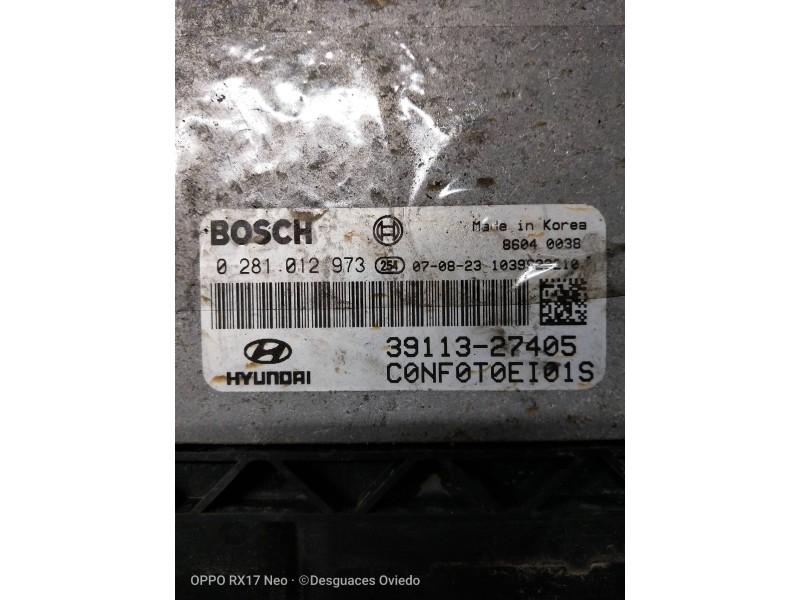 BOSCH
Made in Korea
8604 0038
0 281 012 973 254 07-08-23
HYUNDAI
39113-27405
C0NF0T0EI01S
OPPO RX17 Neo · ©Desguaces Oviedo